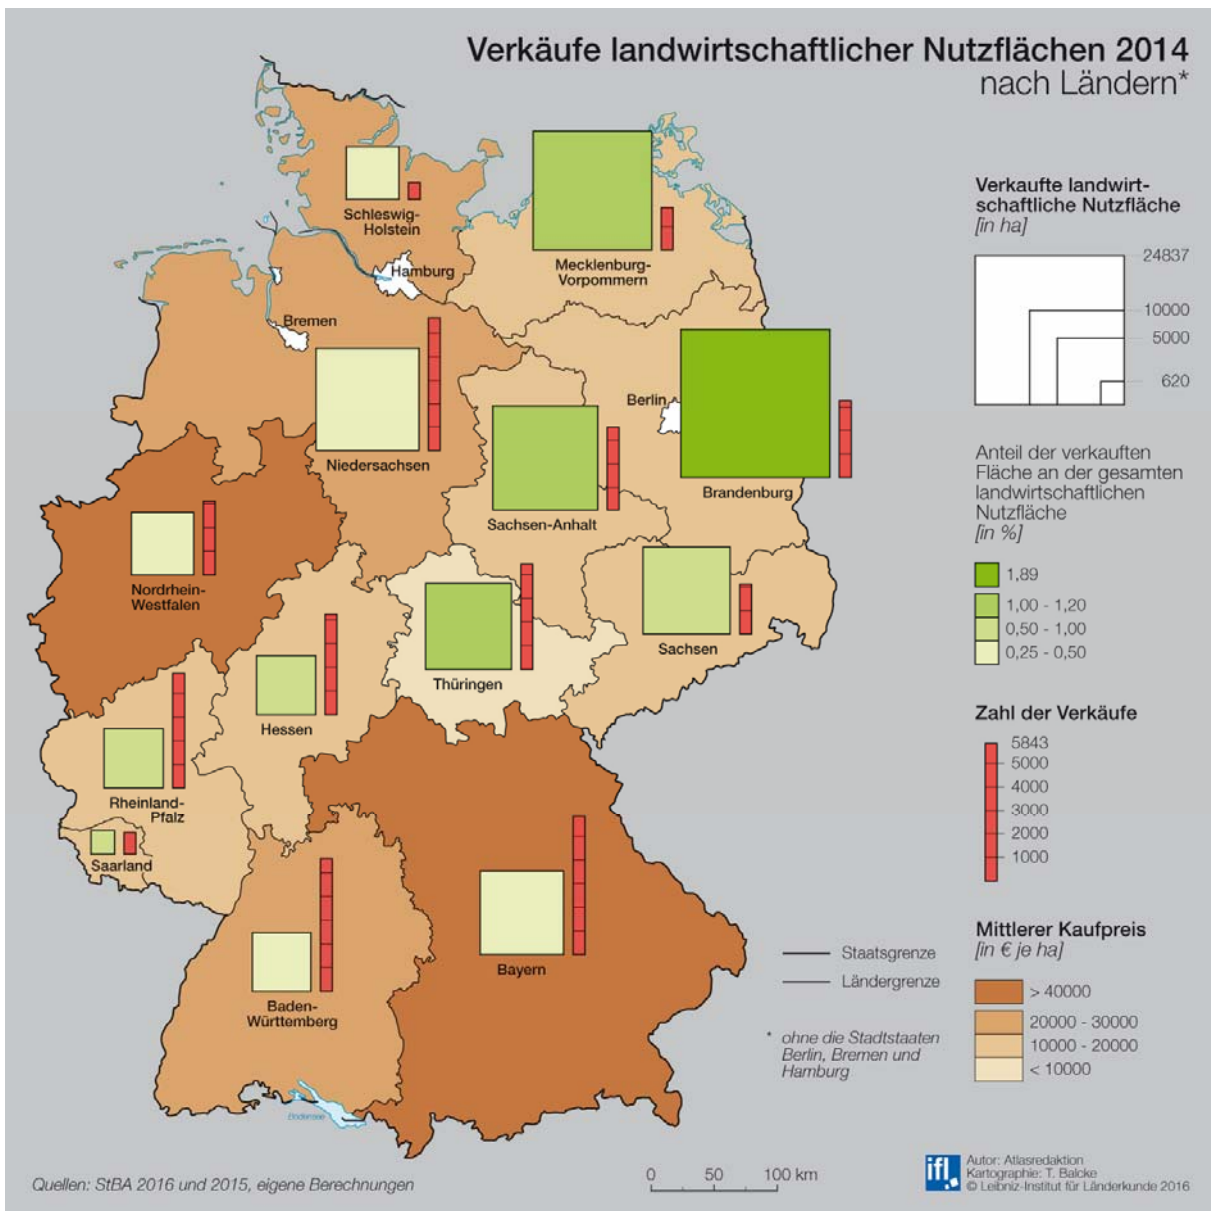 Verkäufe landwirtschaftlicher Nutzflächen 2014
nach Ländern*
Verkaufte landwirt-
schaftliche Nutzfläche
[in ha]
24837
10000
5000
620
Anteil der verkauften
Fläche an der gesamten
landwirtschaftlichen
Nutzfläche
[in %]
1,89
1,00 - 1,20
0,50 - 1,00
0,25 - 0,50
Zahl der Verkäufe
5843
5000
4000
3000
2000
1000
Mittlerer Kaufpreis
[in € je ha]
> 40000
20000 - 30000
10000 - 20000
< 10000
Schleswig-
Holstein
Hamburg
Mecklenburg-
Vorpommern
Bremen
Niedersachsen
Berlin
Brandenburg
Sachsen-Anhalt
Nordrhein-
Westfalen
Sachsen
Thüringen
Hessen
Rheinland-
Pfalz
Saarland
Bayern
Baden-
Württemberg
Bodensee
Staatsgrenze
Ländergrenze
* ohne die Stadtstaaten
Berlin, Bremen und
Hamburg
0 50 100 km
Quellen: StBA 2016 und 2015, eigene Berechnungen
ifl
Autor: Atlasredaktion
Kartographie: T. Balcke
© Leibniz-Institut für Länderkunde 2016